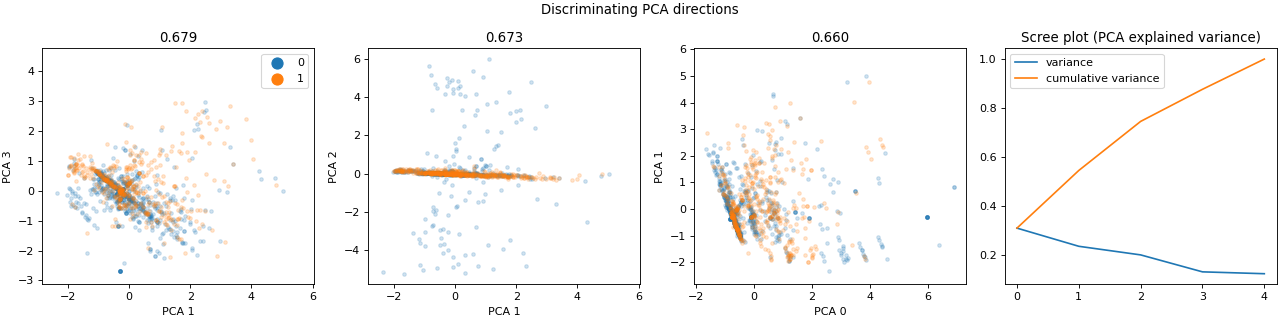 Discriminating PCA directions
0.679
0
1
4
3
2
1
0
−1
−2
−3
PCA 3
−2 0 2 4 6
PCA 1
0.673
6
4
2
0
−2
−4
PCA 2
−2 0 2 4 6
PCA 1
0.660
6
5
4
3
2
1
0
−1
−2
PCA 1
−2 0 2 4 6
PCA 0
Scree plot (PCA explained variance)
variance
cumulative variance
1.0
0.8
0.6
0.4
0.2
0 1 2 3 4